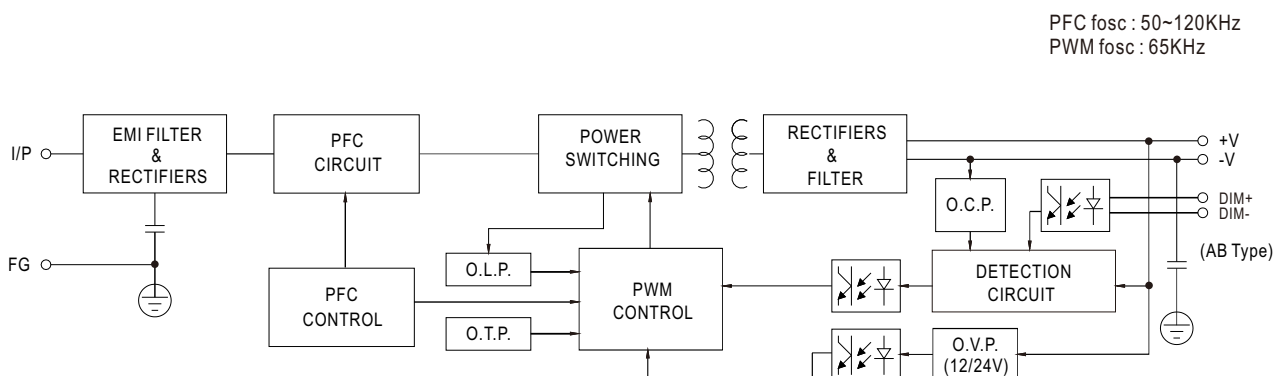 PFC fosc : 50~120KHz
PWM fosc : 65KHz
I/P
EMI FILTER
&
RECTIFIERS
PFC
CIRCUIT
POWER
SWITCHING
RECTIFIERS
&
FILTER
+V
-V
O.C.P.
DIM+
DIM-
(AB Type)
FG
O.L.P.
PFC
CONTROL
PWM
CONTROL
DETECTION
CIRCUIT
O.T.P.
O.V.P.
(12/24V)